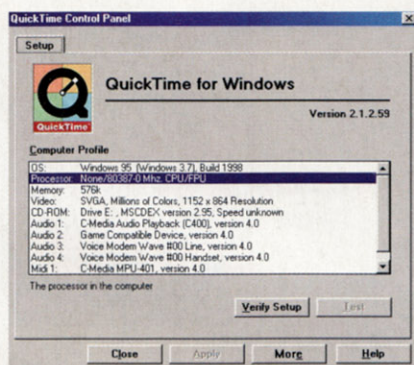 QuickTime Control Panel
Setup
QuickTime
QuickTime for Windows
Version 2.1.2.59
Computer Profile
OS: Windows 95 (Windows 3.7), Build 1998
Processor: None/80387-0 Mhz. CPU/FPU
Memory: 576k
Video: SVGA, Millions of Colors, 1152 x 864 Resolution
CD-ROM: Drive E: , MSCDEX version 2.95, Speed unknown
Audio 1: C-Media Audio Playback (C400), version 4.0
Audio 2: Game Compatible Device, version 4.0
Audio 3: Voice Modem Wave #00 Line, version 4.0
Audio 4: Voice Modem Wave #00 Handset, version 4.0
Midi 1: C-Media MPU-401, version 4.0
The processor in the computer
Verify Setup Test
Close Apply More Help